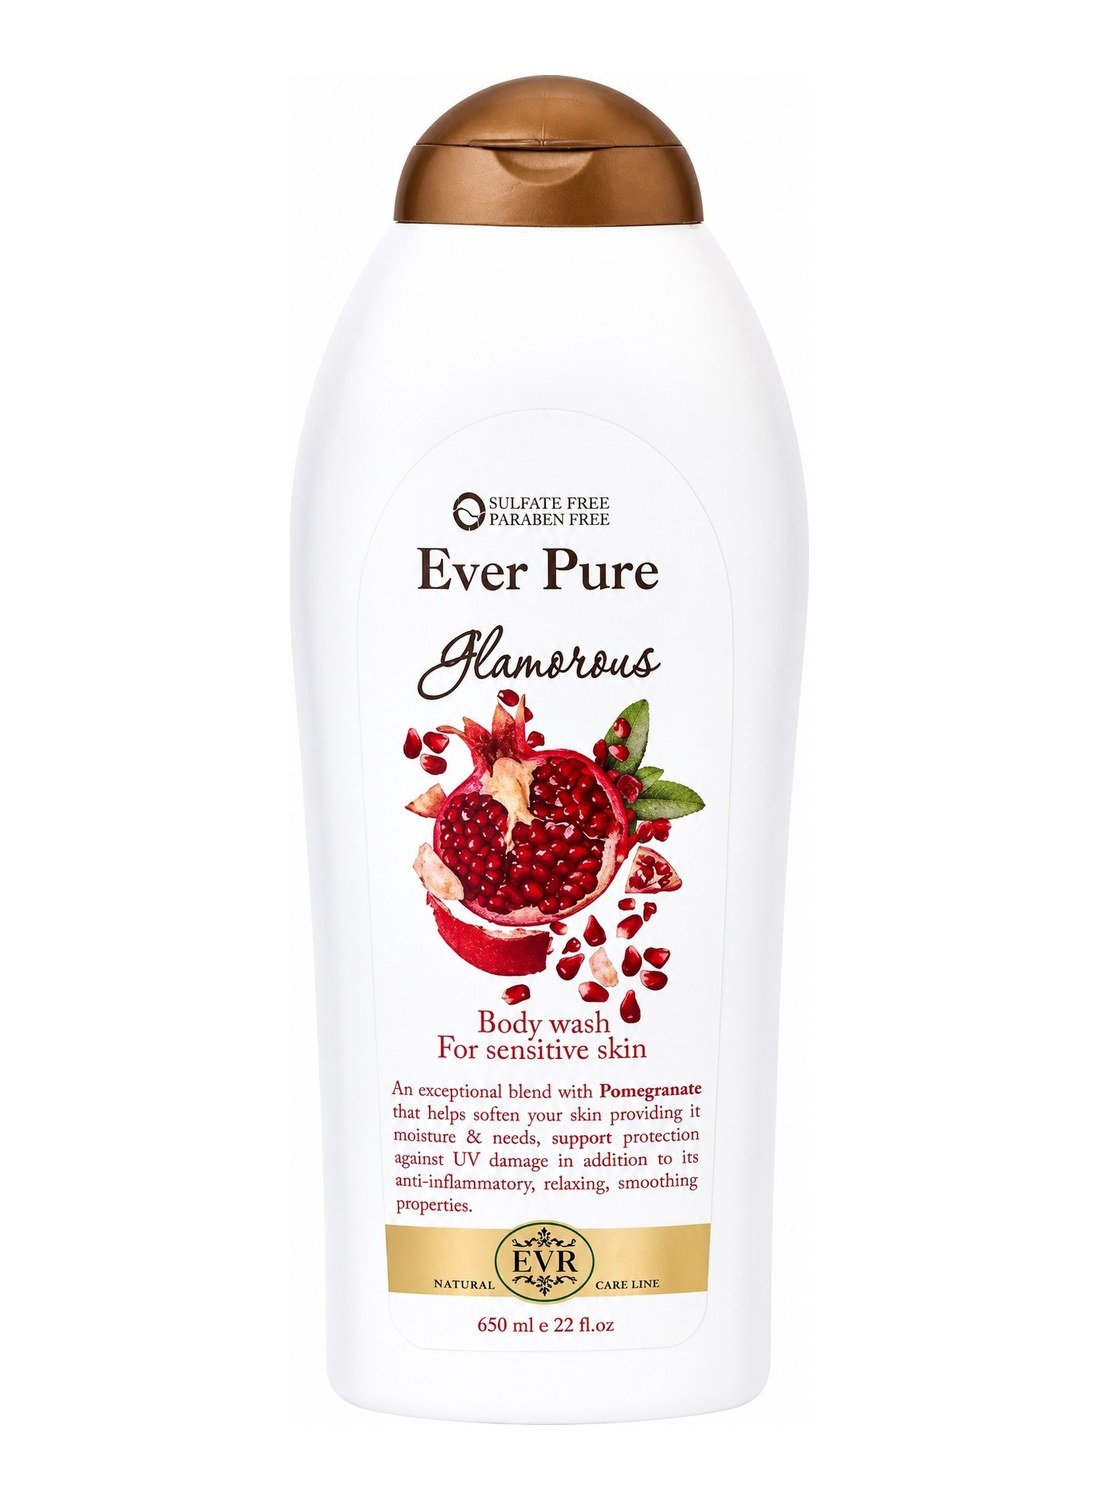 SULFATE FREE
PARABEN FREE
Ever Pure
Glamorous
Body wash
For sensitive skin
An exceptional blend with Pomegranate
that helps soften your skin providing it
moisture & needs, support protection
against UV damage in addition to its
anti-inflammatory, relaxing, smoothing
properties.
EVR
NATURAL CARE LINE
650 ml e 22 fl.oz